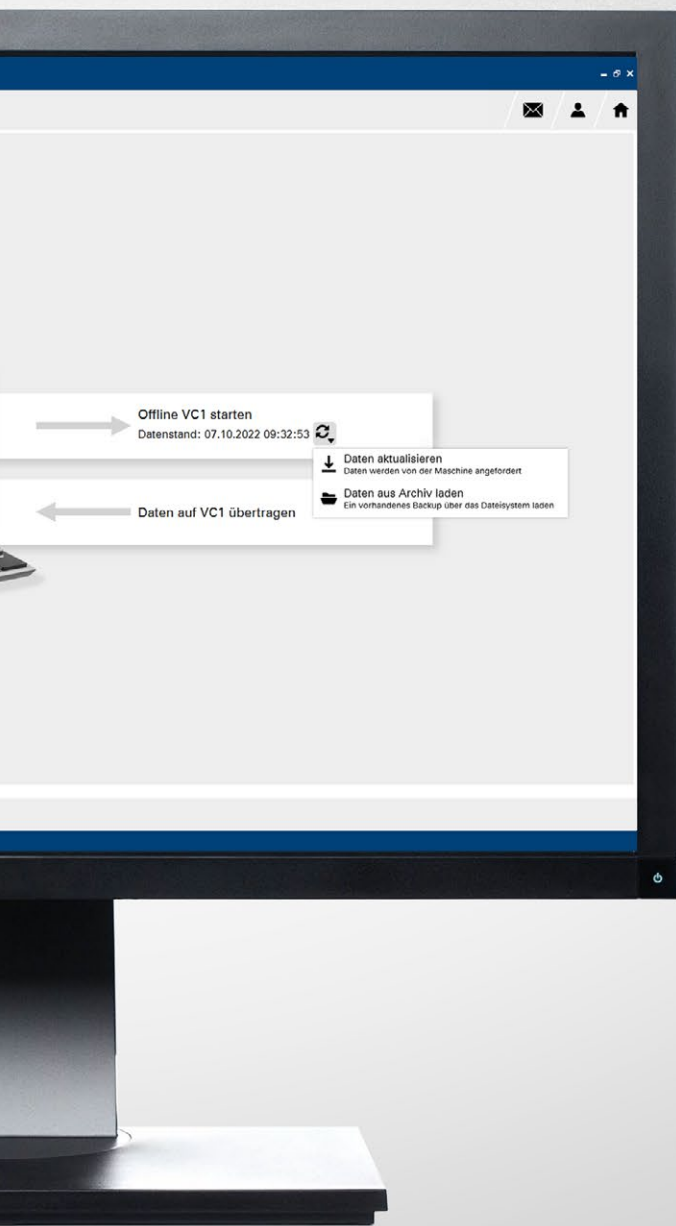 Offline VC1 starten
Datenstand: 07.10.2022 09:32:53
Daten aktualisieren
Daten werden von der Maschine angefordert
Daten aus Archiv laden
Ein vorhandenes Backup über das Dateisystem laden
Daten auf VC1 übertragen